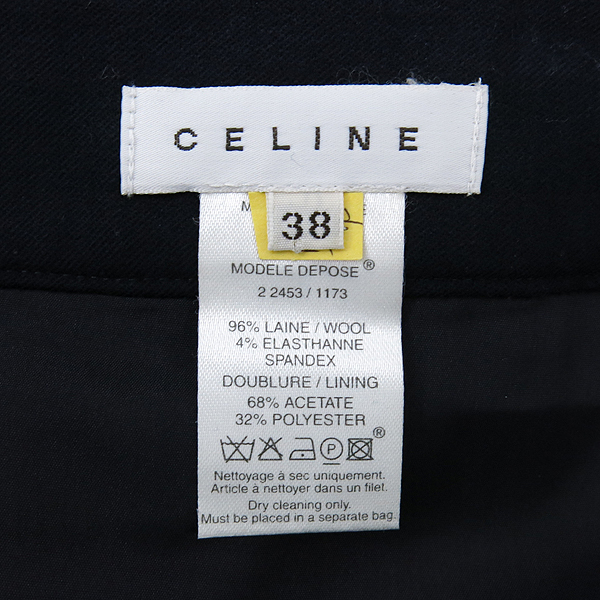 CELINE
38
MODELE DEPOSE®
2 2453 / 1173
96% LAINE / WOOL
4% ELASTHANNE
SPANDEX
DOUBLURE / LINING
68% ACETATE
32% POLYESTER
®
P
Nettoyage à sec uniquement.
Article à nettoyer dans un filet.
Dry cleaning only.
Must be placed in a separate bag.